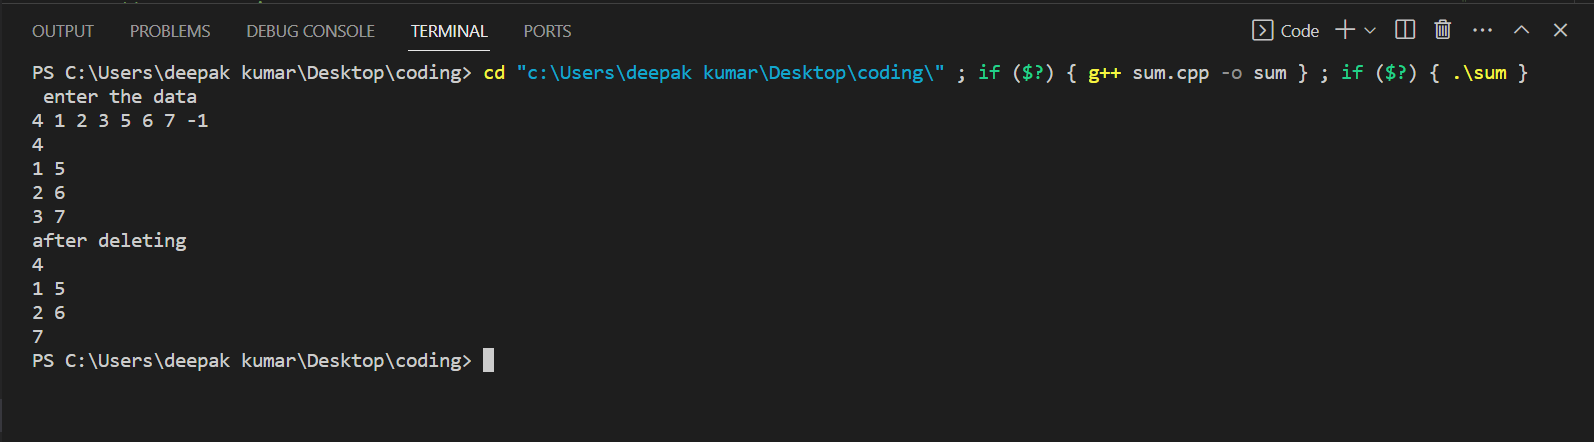 OUTPUT PROBLEMS DEBUG CONSOLE TERMINAL PORTS Code
PS C:\Users\deepak kumar\Desktop\coding> cd "c:\Users\deepak kumar\Desktop\coding\" ; if ($?) { g++ sum.cpp -o sum } ; if ($?) { .\sum }
enter the data
4 1 2 3 5 6 7 -1
4
1 5
2 6
3 7
after deleting
4
1 5
2 6
7
PS C:\Users\deepak kumar\Desktop\coding>